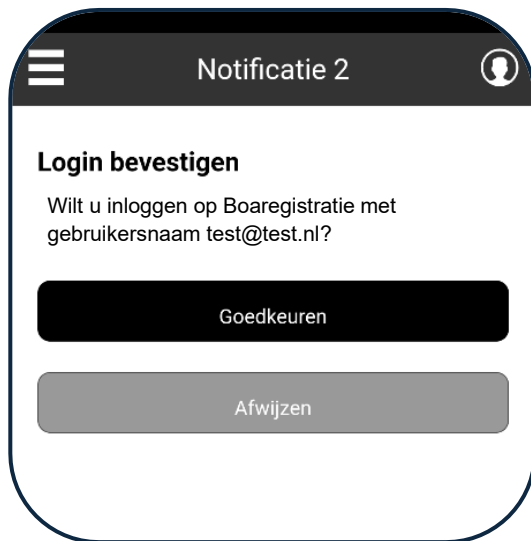 Notificatie 2
Login bevestigen
Wilt u inloggen op Boaregistratie met
gebruikersnaam test@test.nl?
Goedkeuren
Afwijzen